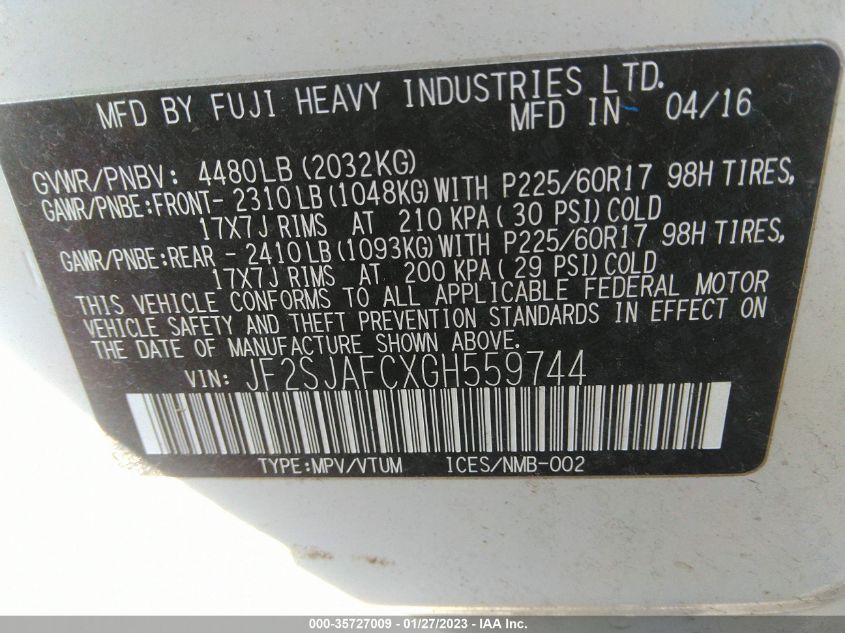 MFD BY FUJI HEAVY INDUSTRIES LTD.
MFD IN 04/16
GVWR/PNBV: 4480LB (2032KG)
GAWR/PNBE:FRONT- 2310LB (1048KG)WITH P225/60R17 98H TIRES,
17X7J RIMS AT 210 KPA( 30 PSI)COLD
GAWR/PNBE:REAR - 2410LB (1093KG)WITH P225/60R17 98H TIRES,
17X7J RIMS AT 200 KPA( 29 PSI)COLD
THIS VEHICLE CONFORMS TO ALL APPLICABLE FEDERAL MOTOR
VEHICLE SAFETY AND THEFT PREVENTION STANDARDS IN EFFECT ON
THE DATE OF MANUFACTURE SHOWN ABOVE.
VIN: JF2SJAFCXGH559744
TYPE:MPV/VTUM ICES/NMB-002
000-35727009 - 01/27/2023 - IAA Inc.